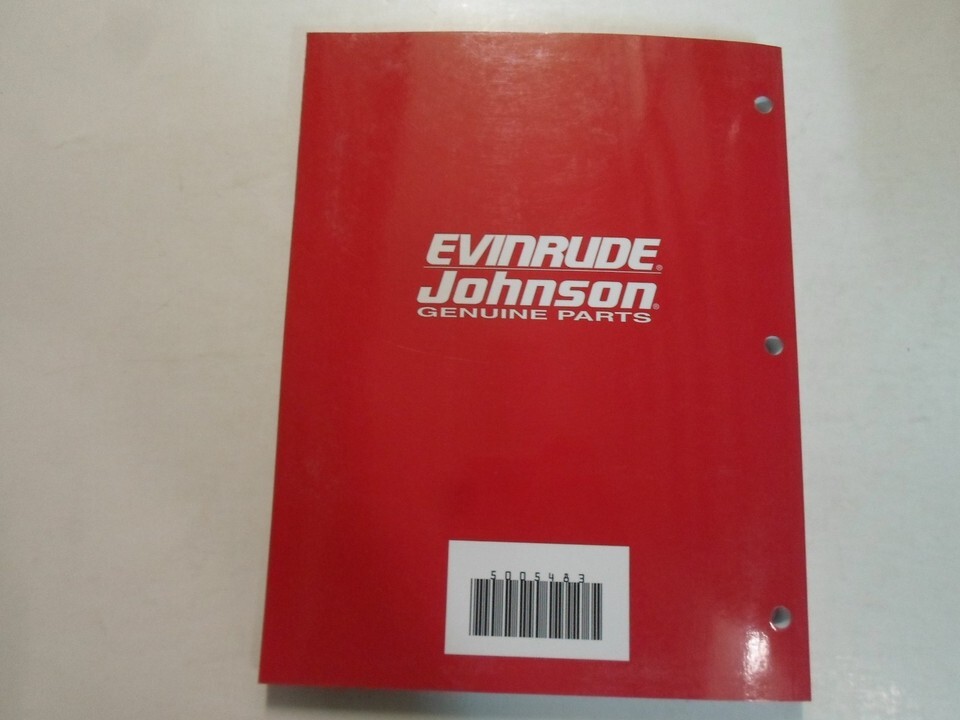 EVINRUDE®
Johnson®
GENUINE PARTS
5005483